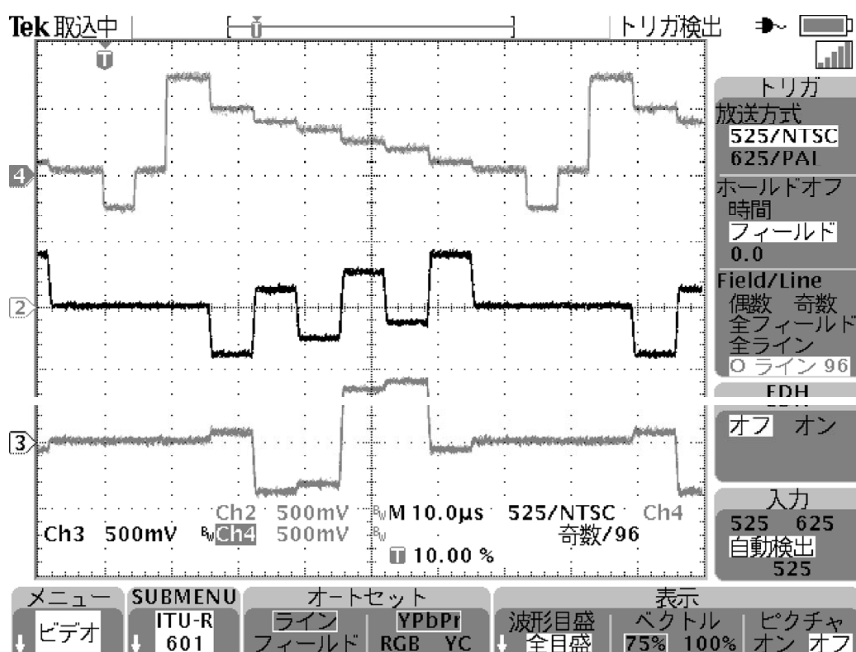 Tek 取込中 トリガ検出
T
T
4
2
3
トリガ
放送方式
525/NTSC
625/PAL
ホールドオフ
時間
フィールド
0.0
Field/Line
偶数 奇数
全フィールド
全ライン
O ライン 96
EDH
オフ オン
入力
525 625
自動検出
525
Ch2 500mV BW M 10.0µs 525/NTSC Ch4
Ch3 500mV BW Ch4 500mV BW 奇数/96
T 10.00 %
メニュー SUBMENU オートセット 表示
ビデオ
ITU-R
601
ライン YPbPr
フィールド RGB YC
波形目盛 ベクトル ピクチャ
全目盛 75% 100% オン オフ